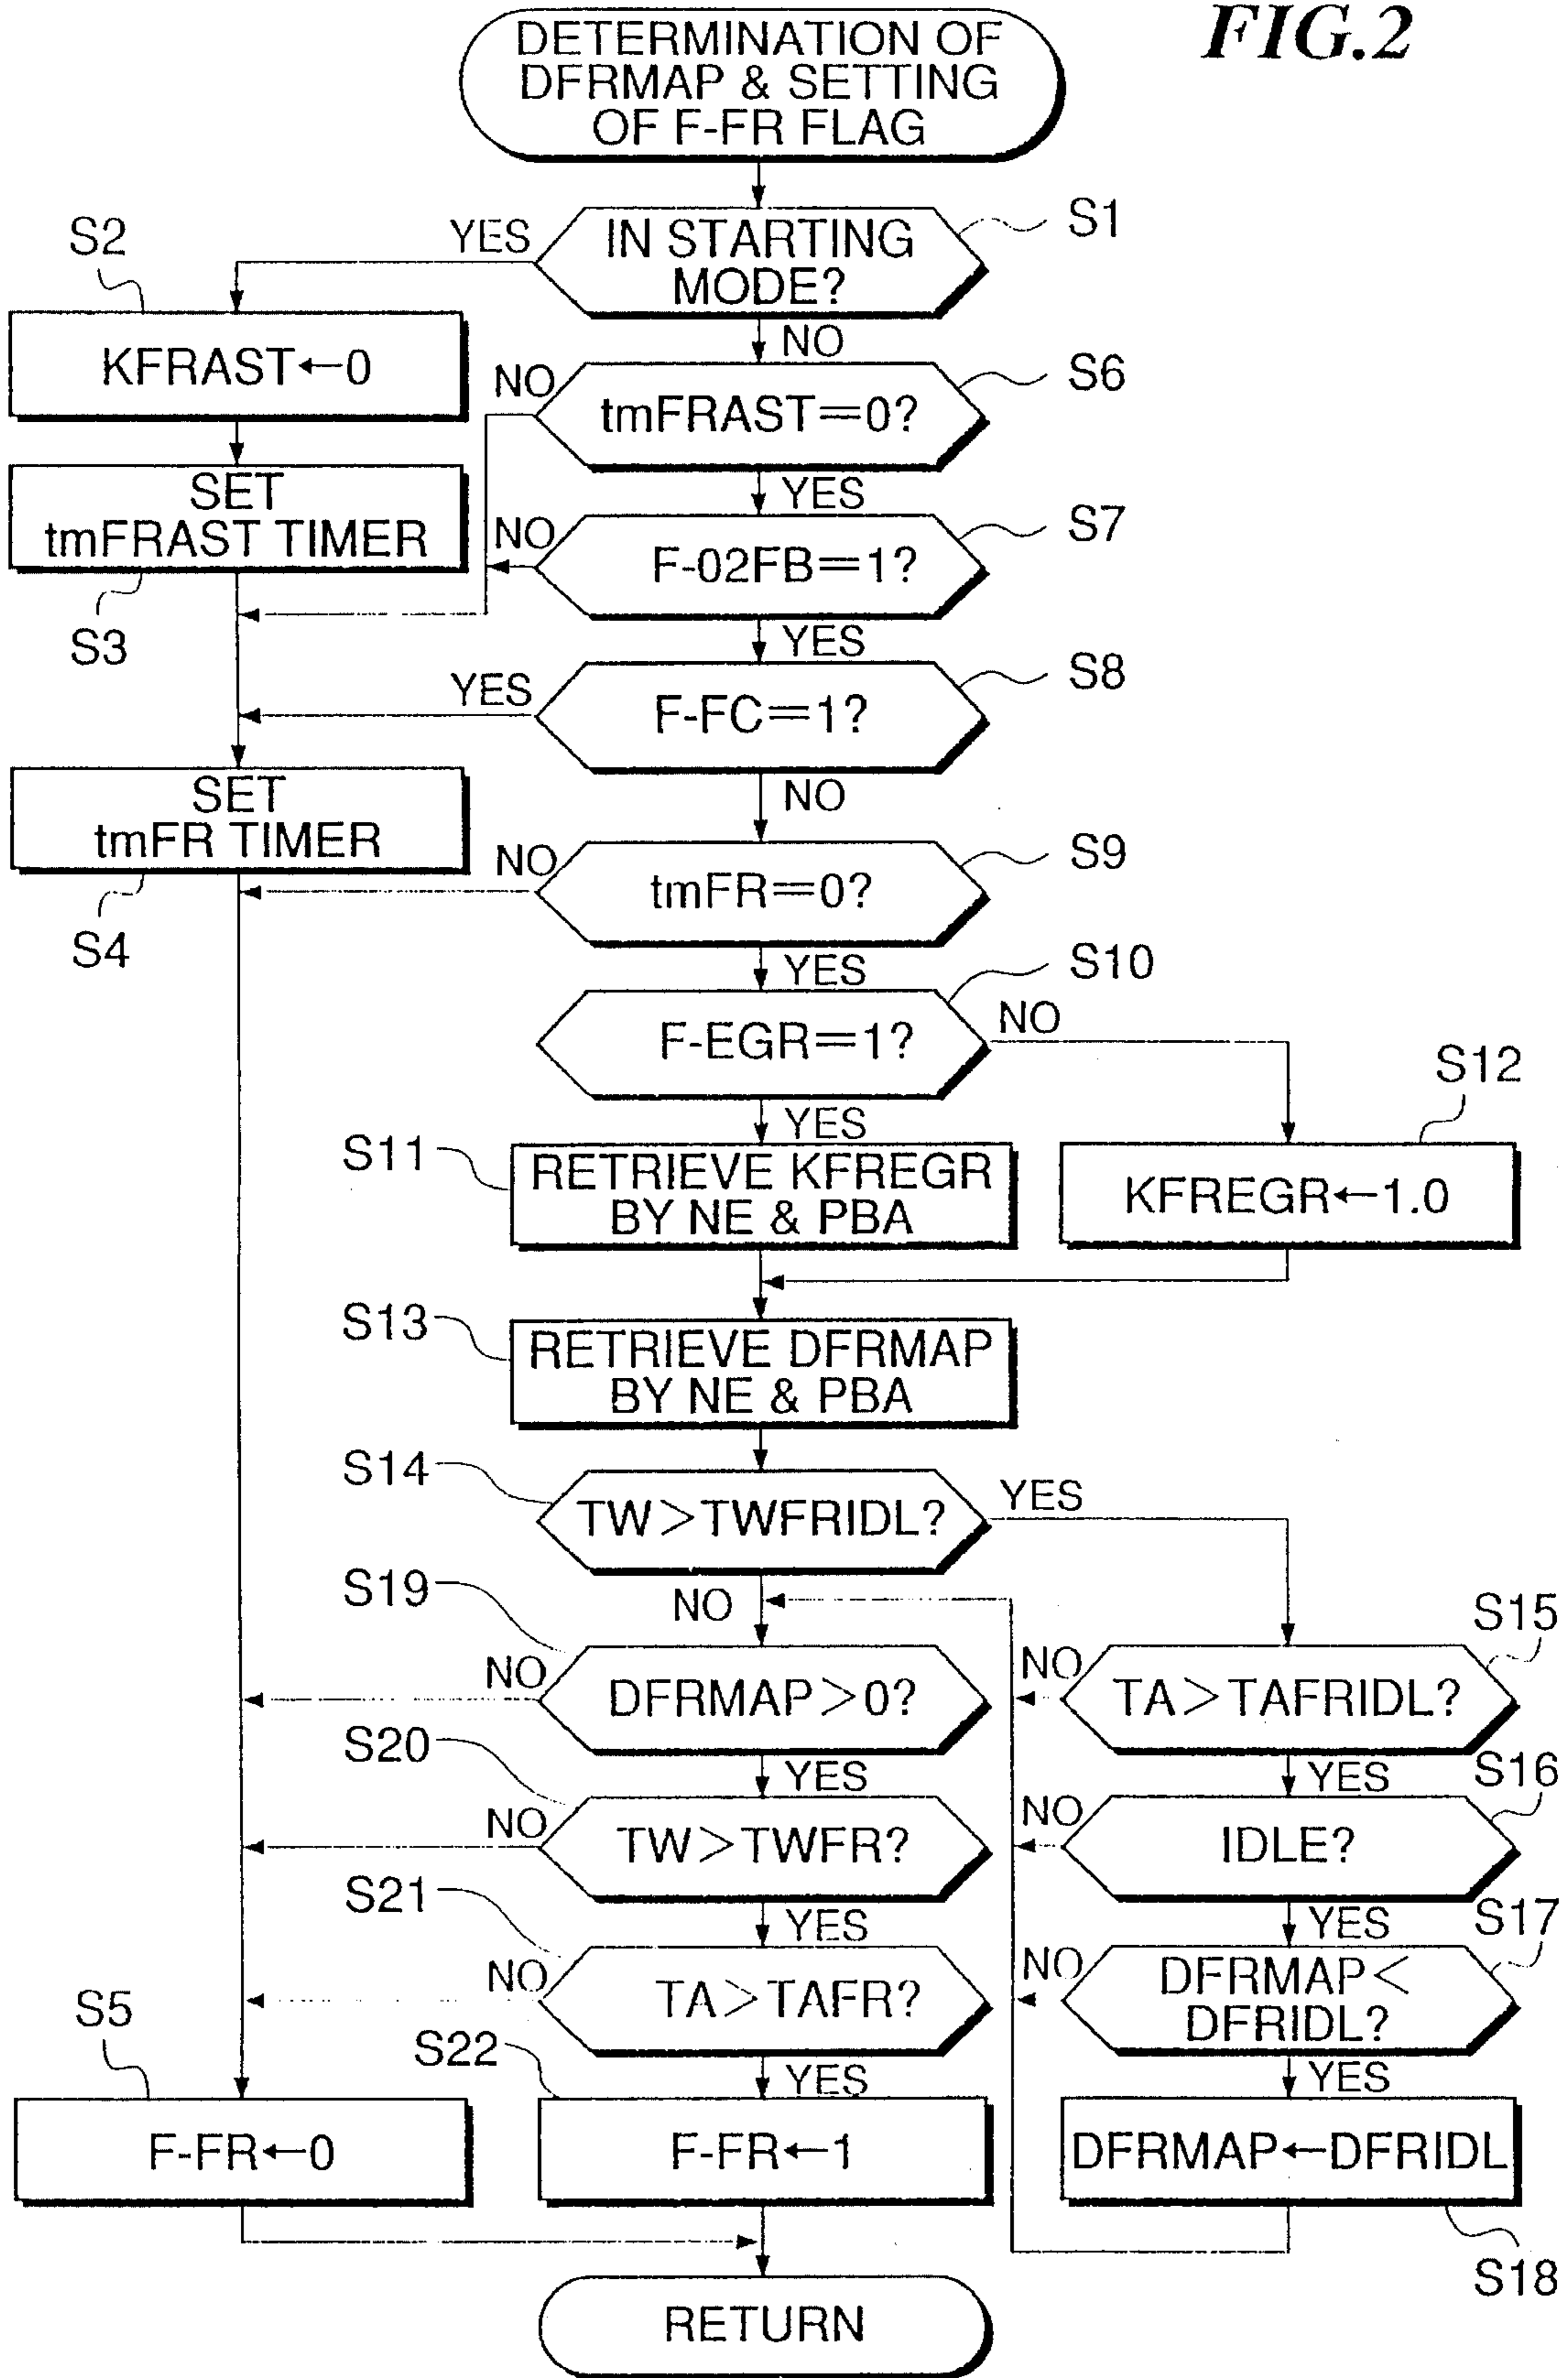 FIG.2
DETERMINATION OF
DFRMAP & SETTING
OF F-FR FLAG
S1
IN STARTING
MODE?
YES
NO
S2
KFRAST←0
S6
tmFRAST=0?
NO
YES
SET
tmFRAST TIMER
S3
S7
F-02FB=1?
NO
YES
S8
F-FC=1?
YES
NO
SET
tmFR TIMER
S4
S9
tmFR=0?
NO
YES
S10
F-EGR=1?
NO
YES
S11
RETRIEVE KFREGR
BY NE & PBA
S12
KFREGR←1.0
S13
RETRIEVE DFRMAP
BY NE & PBA
S14
TW>TWFRIDL?
YES
NO
S19
DFRMAP>0?
NO
YES
S15
TA>TAFRIDL?
NO
YES
S20
TW>TWFR?
NO
YES
S16
IDLE?
NO
YES
S21
TA>TAFR?
NO
YES
S17
DFRMAP<
DFRIDL?
NO
YES
S5
F-FR←0
S22
F-FR←1
DFRMAP←DFRIDL
S18
RETURN